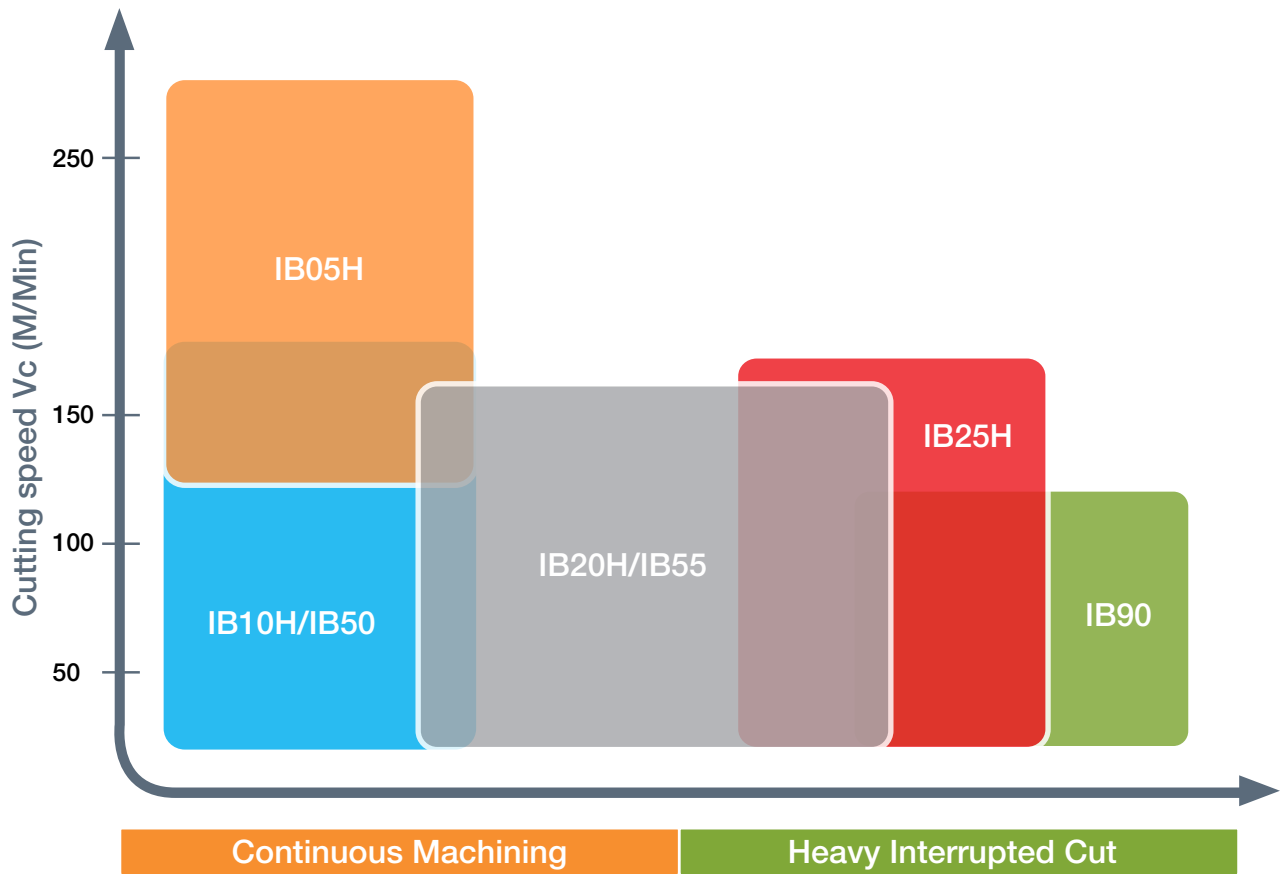 Cutting speed Vc (M/Min)
250
150
100
50
IB05H
IB10H/IB50
IB20H/IB55
IB25H
IB90
Continuous Machining
Heavy Interrupted Cut